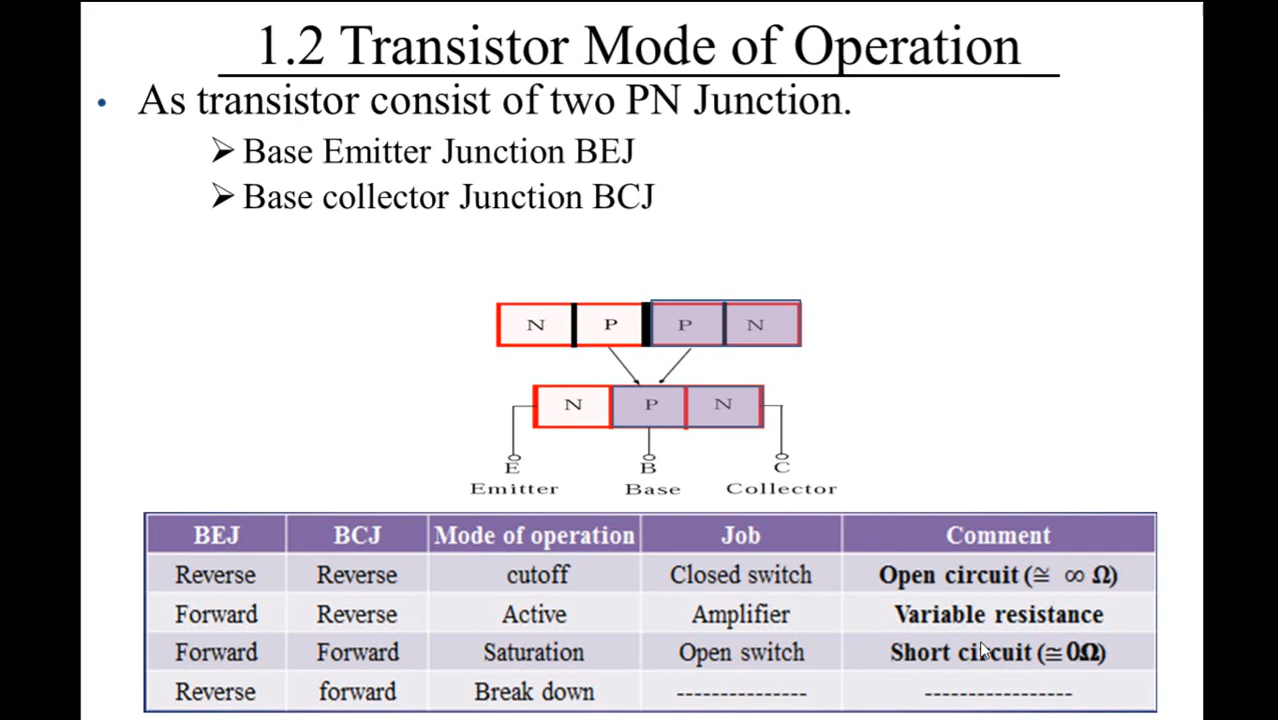 1.2 Transistor Mode of Operation
• As transistor consist of two PN Junction.
➢ Base Emitter Junction BEJ
➢ Base collector Junction BCJ
N P P N
N P N
E B C
Emitter Base Collector
BEJ BCJ Mode of operation Job Comment
Reverse Reverse cutoff Closed switch Open circuit (≅ ∞ Ω)
Forward Reverse Active Amplifier Variable resistance
Forward Forward Saturation Open switch Short circuit (≅ 0Ω)
Reverse forward Break down --------------- -----------------